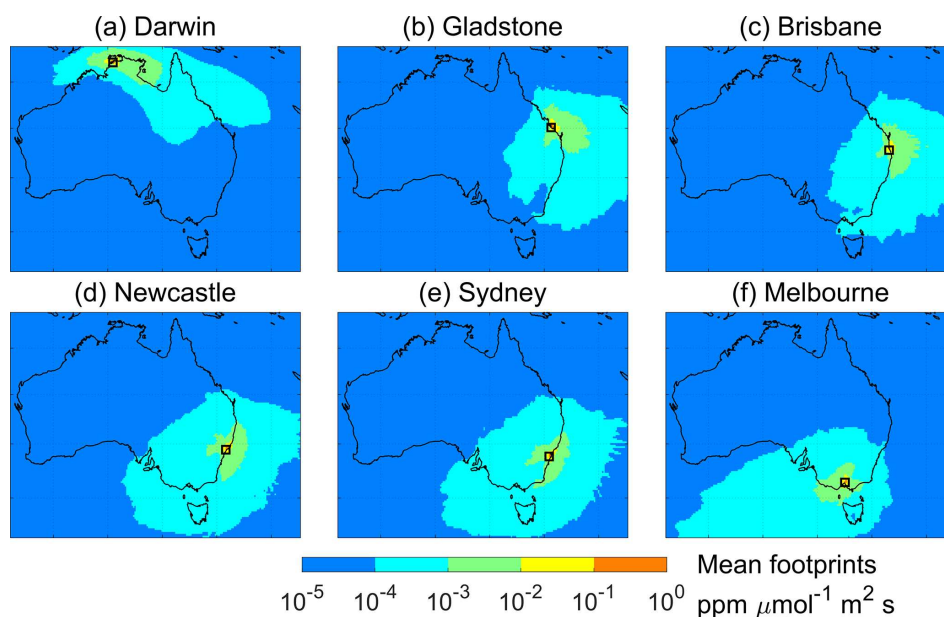 (a) Darwin
(b) Gladstone
(c) Brisbane
(d) Newcastle
(e) Sydney
(f) Melbourne
10⁻⁵ 10⁻⁴ 10⁻³ 10⁻² 10⁻¹ 10⁰
Mean footprints
ppm μmol⁻¹ m² s